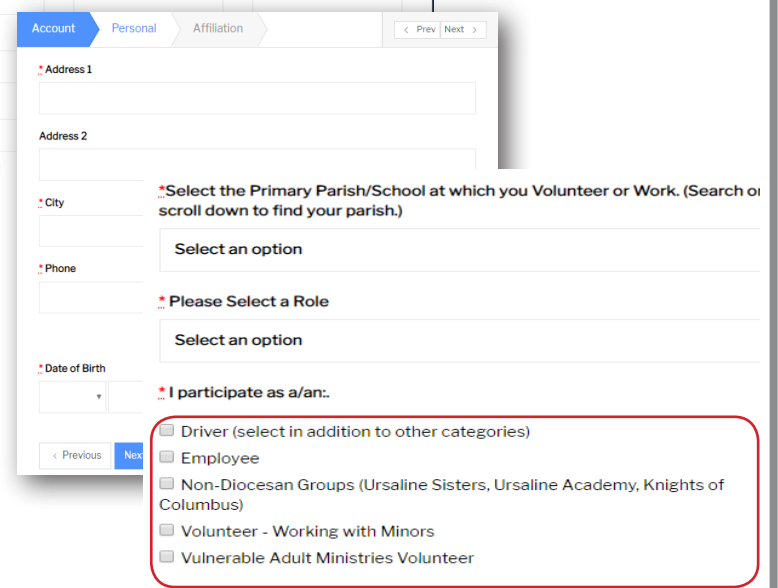 Account Personal Affiliation < Prev Next >
* Address 1
Address 2
* City
* Phone
* Date of Birth
< Previous
*Select the Primary Parish/School at which you Volunteer or Work. (Search or
scroll down to find your parish.)
Select an option
* Please Select a Role
Select an option
* I participate as a/an:.
Driver (select in addition to other categories)
Employee
Non-Diocesan Groups (Ursaline Sisters, Ursaline Academy, Knights of
Columbus)
Volunteer - Working with Minors
Vulnerable Adult Ministries Volunteer